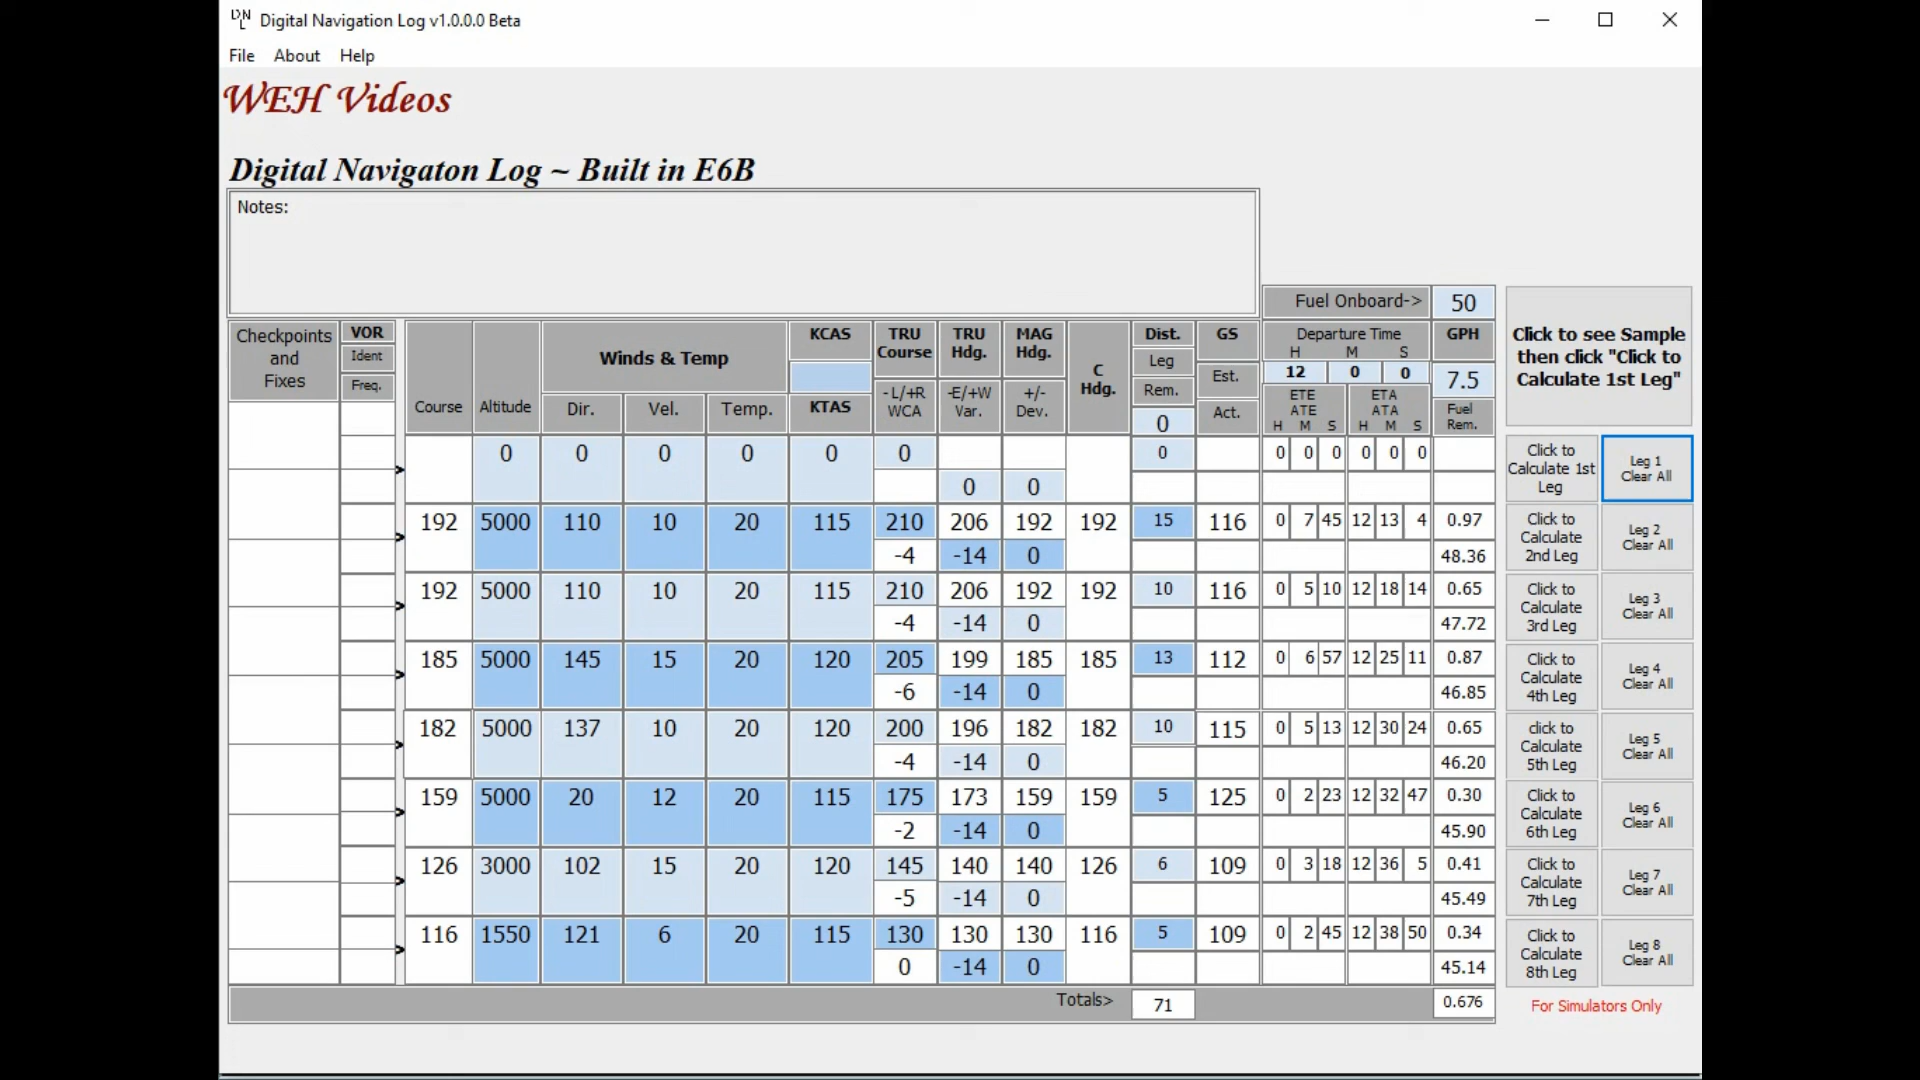 DNL Digital Navigation Log v1.0.0.0 Beta
File About Help
WEH Videos
Digital Navigaton Log ~ Built in E6B
Notes:
Fuel Onboard-> 50
Checkpoints and Fixes
VOR
Ident
Freq.
Course
Altitude
Winds & Temp
Dir. Vel. Temp.
KCAS
KTAS
TRU Course
- L/+R WCA
TRU Hdg.
-E/+W Var.
MAG Hdg.
+/- Dev.
C Hdg.
Dist.
Leg
Rem.
0
GS
Est.
Act.
Departure Time
H M S
12 0 0
ETE ATE
H M S
ETA ATA
H M S
GPH
7.5
Fuel Rem.
Click to see Sample
then click "Click to
Calculate 1st Leg"
> 0 0 0 0 0 0 0 0 0 0 0 0 0
0 0
Click to Calculate 1st Leg
Leg 1 Clear All
> 192 5000 110 10 20 115 210 206 192 192 15 116 0 7 45 12 13 4 0.97
-4 -14 0 48.36
Click to Calculate 2nd Leg
Leg 2 Clear All
> 192 5000 110 10 20 115 210 206 192 192 10 116 0 5 10 12 18 14 0.65
-4 -14 0 47.72
Click to Calculate 3rd Leg
Leg 3 Clear All
> 185 5000 145 15 20 120 205 199 185 185 13 112 0 6 57 12 25 11 0.87
-6 -14 0 46.85
Click to Calculate 4th Leg
Leg 4 Clear All
> 182 5000 137 10 20 120 200 196 182 182 10 115 0 5 13 12 30 24 0.65
-4 -14 0 46.20
click to Calculate 5th Leg
Leg 5 Clear All
> 159 5000 20 12 20 115 175 173 159 159 5 125 0 2 23 12 32 47 0.30
-2 -14 0 45.90
Click to Calculate 6th Leg
Leg 6 Clear All
> 126 3000 102 15 20 120 145 140 140 126 6 109 0 3 18 12 36 5 0.41
-5 -14 0 45.49
Click to Calculate 7th Leg
Leg 7 Clear All
> 116 1550 121 6 20 115 130 130 130 116 5 109 0 2 45 12 38 50 0.34
0 -14 0 45.14
Click to Calculate 8th Leg
Leg 8 Clear All
Totals> 71 0.676
For Simulators Only